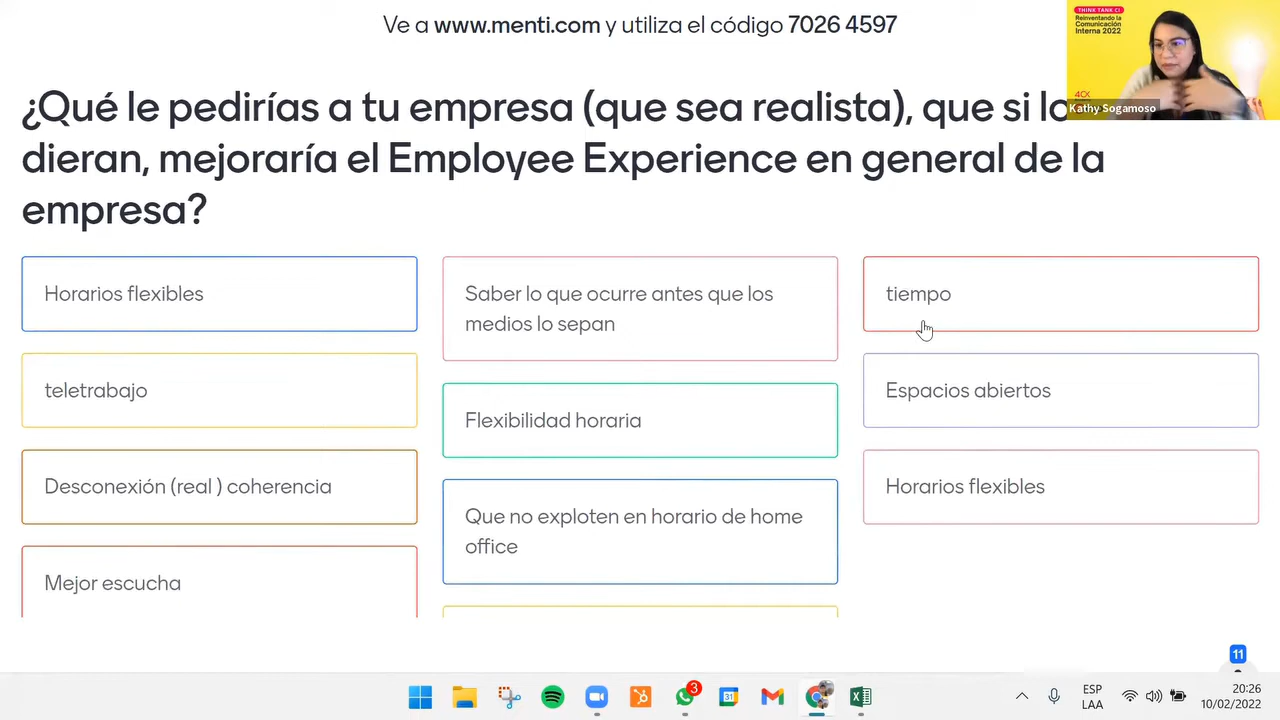 Ve a www.menti.com y utiliza el código 7026 4597
¿Qué le pedirías a tu empresa (que sea realista), que si lo
dieran, mejoraría el Employee Experience en general de la
empresa?
THINK TANK CI
Reinventando la
Comunicación
Interna 2022
4CX
Kathy Sogamoso
Horarios flexibles
teletrabajo
Desconexión (real ) coherencia
Mejor escucha
Saber lo que ocurre antes que los
medios lo sepan
Flexibilidad horaria
Que no exploten en horario de home
office
tiempo
Espacios abiertos
Horarios flexibles
11
3
31
ESP
LAA
20:26
10/02/2022